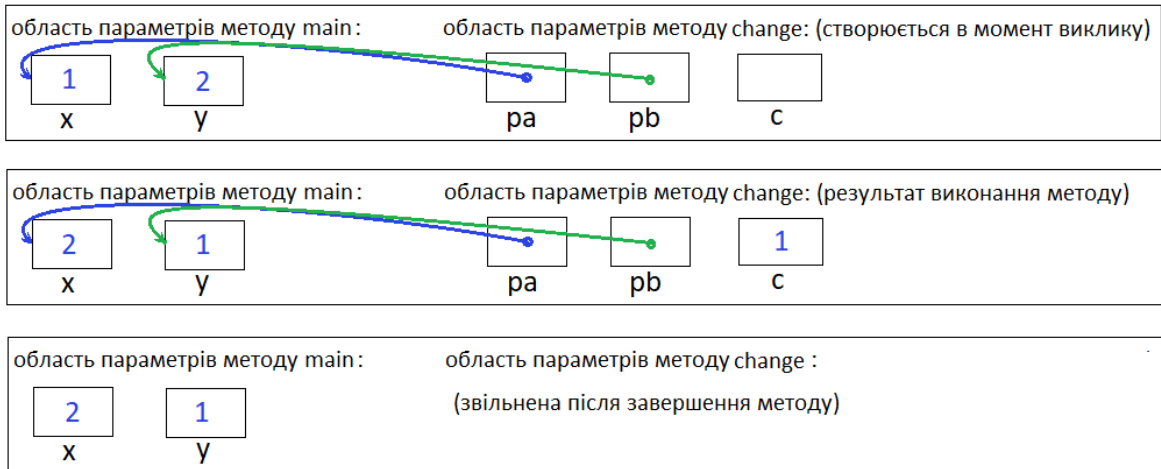 область параметрів методу main: область параметрів методу change: (створюється в момент виклику)
1 2
x y pa pb c
область параметрів методу main: область параметрів методу change: (результат виконання методу)
2 1 1
x y pa pb c
область параметрів методу main: область параметрів методу change :
2 1 (звільнена після завершення методу)
x y